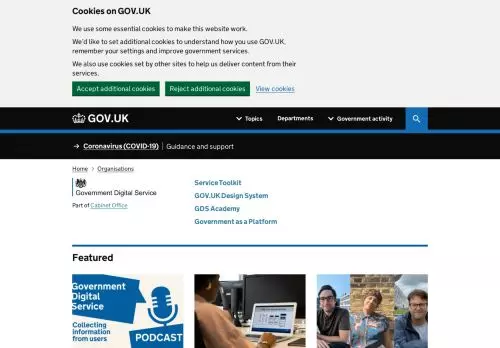 Cookies on GOV.UK
We use some essential cookies to make this website work.
We'd like to set additional cookies to understand how you use GOV.UK,
remember your settings and improve government services.
We also use cookies set by other sites to help us deliver content from their
services.
Accept additional cookies Reject additional cookies View cookies
GOV.UK Topics Departments Government activity
→ Coronavirus (COVID-19) Guidance and support
Home > Organisations
Government Digital Service
Part of Cabinet Office
Service Toolkit
GOV.UK Design System
GDS Academy
Government as a Platform
Featured
Government
Digital
Service
Collecting
information
from users
PODCAST